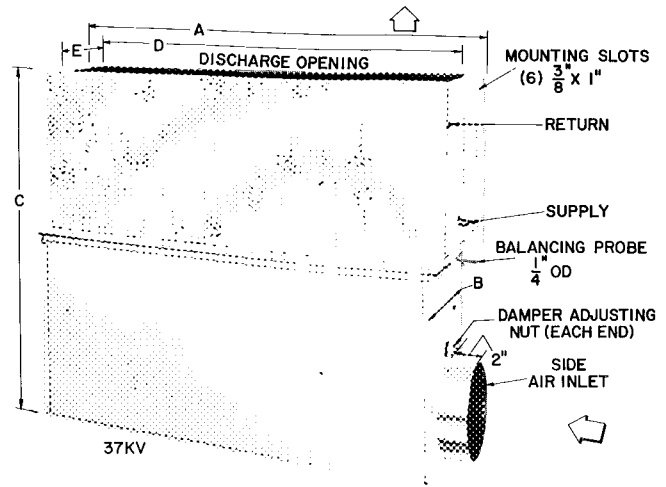 A
E
D
DISCHARGE OPENING
MOUNTING SLOTS
(6) 3/8" X 1"
RETURN
C
SUPPLY
BALANCING PROBE
1/4" OD
B
DAMPER ADJUSTING
NUT (EACH END)
2"
SIDE
AIR INLET
37KV